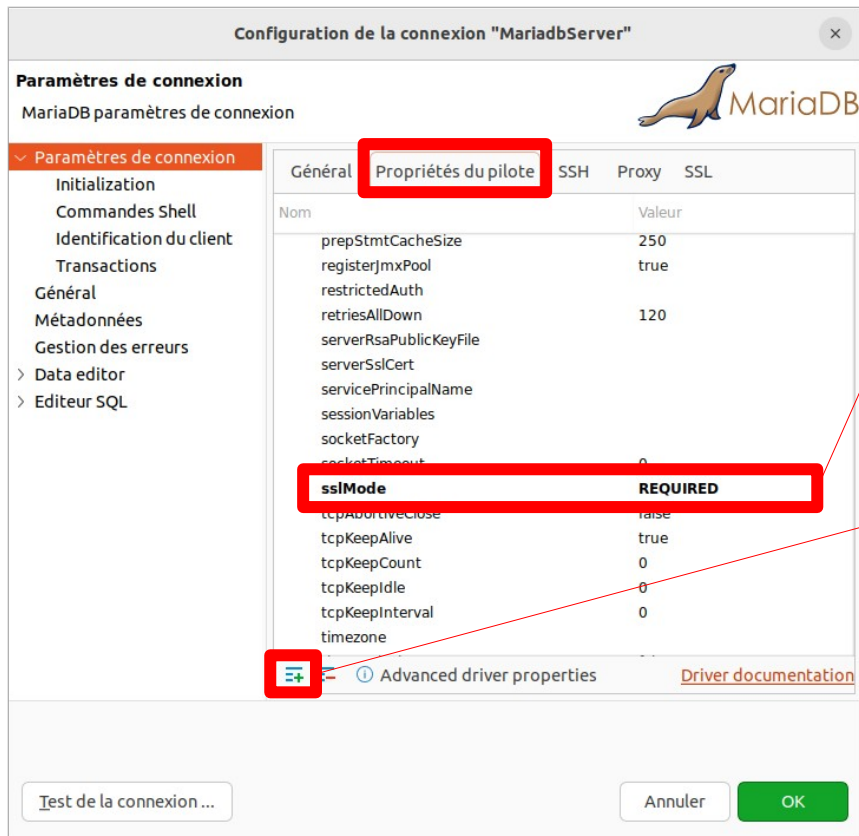 Configuration de la connexion "MariadbServer"
Paramètres de connexion
MariaDB paramètres de connexion
MariaDB
Paramètres de connexion
Initialization
Commandes Shell
Identification du client
Transactions
Général
Métadonnées
Gestion des erreurs
Data editor
Editeur SQL
Général Propriétés du pilote SSH Proxy SSL
Nom Valeur
prepStmtCacheSize 250
registerJmxPool true
restrictedAuth
retriesAllDown 120
serverRsaPublicKeyFile
serverSslCert
servicePrincipalName
sessionVariables
socketFactory
socketTimeout 0
sslMode REQUIRED
tcpAbortiveClose false
tcpKeepAlive true
tcpKeepCount 0
tcpKeepIdle 0
tcpKeepInterval 0
timezone
Advanced driver properties Driver documentation
Test de la connexion ... Annuler OK